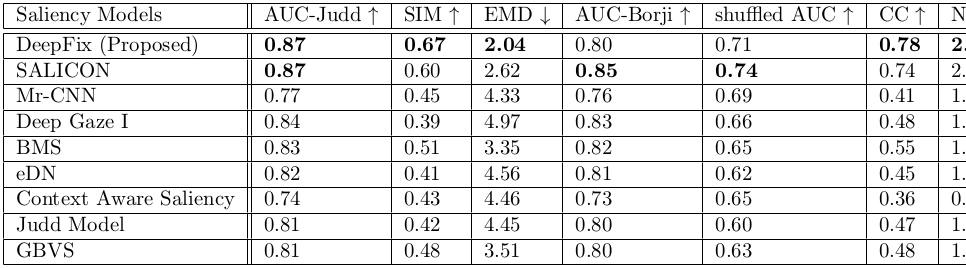 Saliency Models AUC-Judd ↑ SIM ↑ EMD ↓ AUC-Borji ↑ shuffled AUC ↑ CC ↑ N
DeepFix (Proposed) 0.87 0.67 2.04 0.80 0.71 0.78 2.
SALICON 0.87 0.60 2.62 0.85 0.74 0.74 2.
Mr-CNN 0.77 0.45 4.33 0.76 0.69 0.41 1.
Deep Gaze I 0.84 0.39 4.97 0.83 0.66 0.48 1.
BMS 0.83 0.51 3.35 0.82 0.65 0.55 1.
eDN 0.82 0.41 4.56 0.81 0.62 0.45 1.
Context Aware Saliency 0.74 0.43 4.46 0.73 0.65 0.36 0.
Judd Model 0.81 0.42 4.45 0.80 0.60 0.47 1.
GBVS 0.81 0.48 3.51 0.80 0.63 0.48 1.